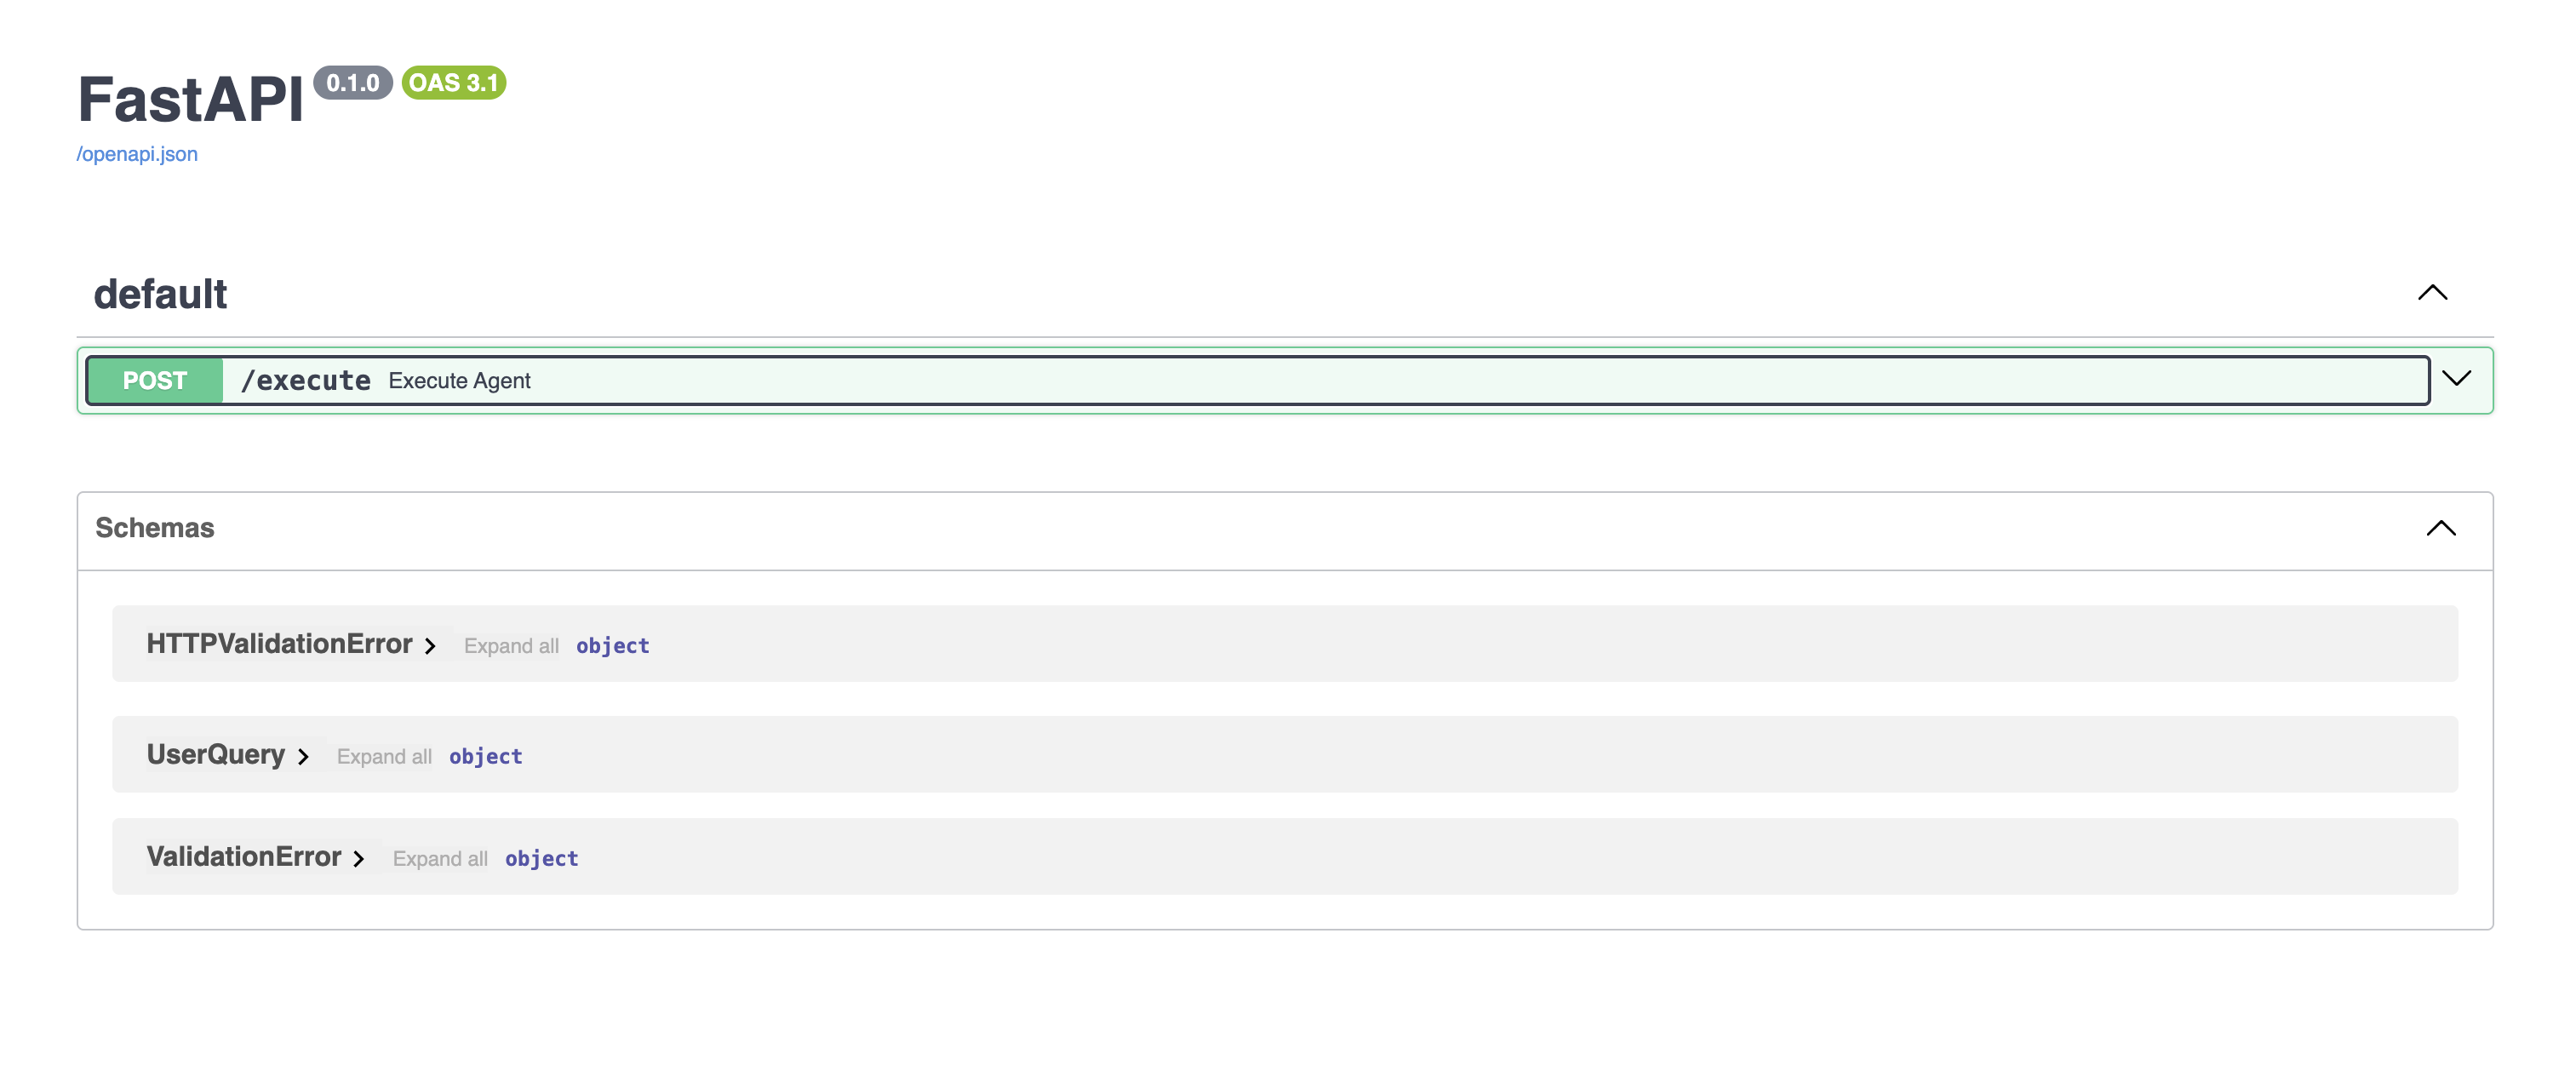 FastAPI 0.1.0 OAS 3.1
/openapi.json
default
POST /execute Execute Agent
Schemas
HTTPValidationError Expand all object
UserQuery Expand all object
ValidationError Expand all object